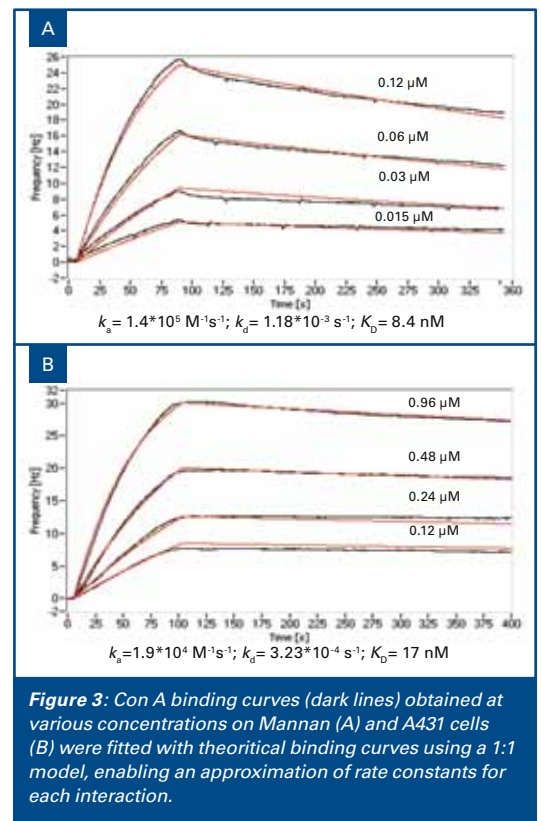 A
26
24
22
20
18
16
14
12
10
8
6
4
2
0
-2
Frequency [Hz]
0.12 µM
0.06 µM
0.03 µM
0.015 µM
0 25 50 75 100 125 150 175 200 225 250 275 300 325 360
Time [s]
kₐ= 1.4*10⁵ M⁻¹s⁻¹; k_d= 1.18*10⁻³ s⁻¹; K_D= 8.4 nM
B
32
30
25
20
15
10
5
0
-2
Frequency [Hz]
0.96 µM
0.48 µM
0.24 µM
0.12 µM
0 25 50 75 100 125 150 175 200 225 250 275 300 325 350 375 400
Time [s]
kₐ=1.9*10⁴ M⁻¹s⁻¹; k_d= 3.23*10⁻⁴ s⁻¹; K_D= 17 nM
Figure 3: Con A binding curves (dark lines) obtained at
various concentrations on Mannan (A) and A431 cells
(B) were fitted with theoritical binding curves using a 1:1
model, enabling an approximation of rate constants for
each interaction.